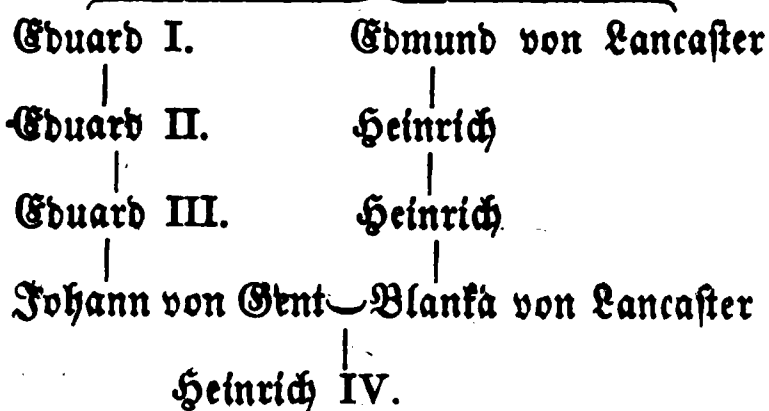 Eduard I. Edmund von Lancaster
Eduard II. Heinrich
Eduard III. Heinrich
Johann von Gent Blanka von Lancaster
Heinrich IV.